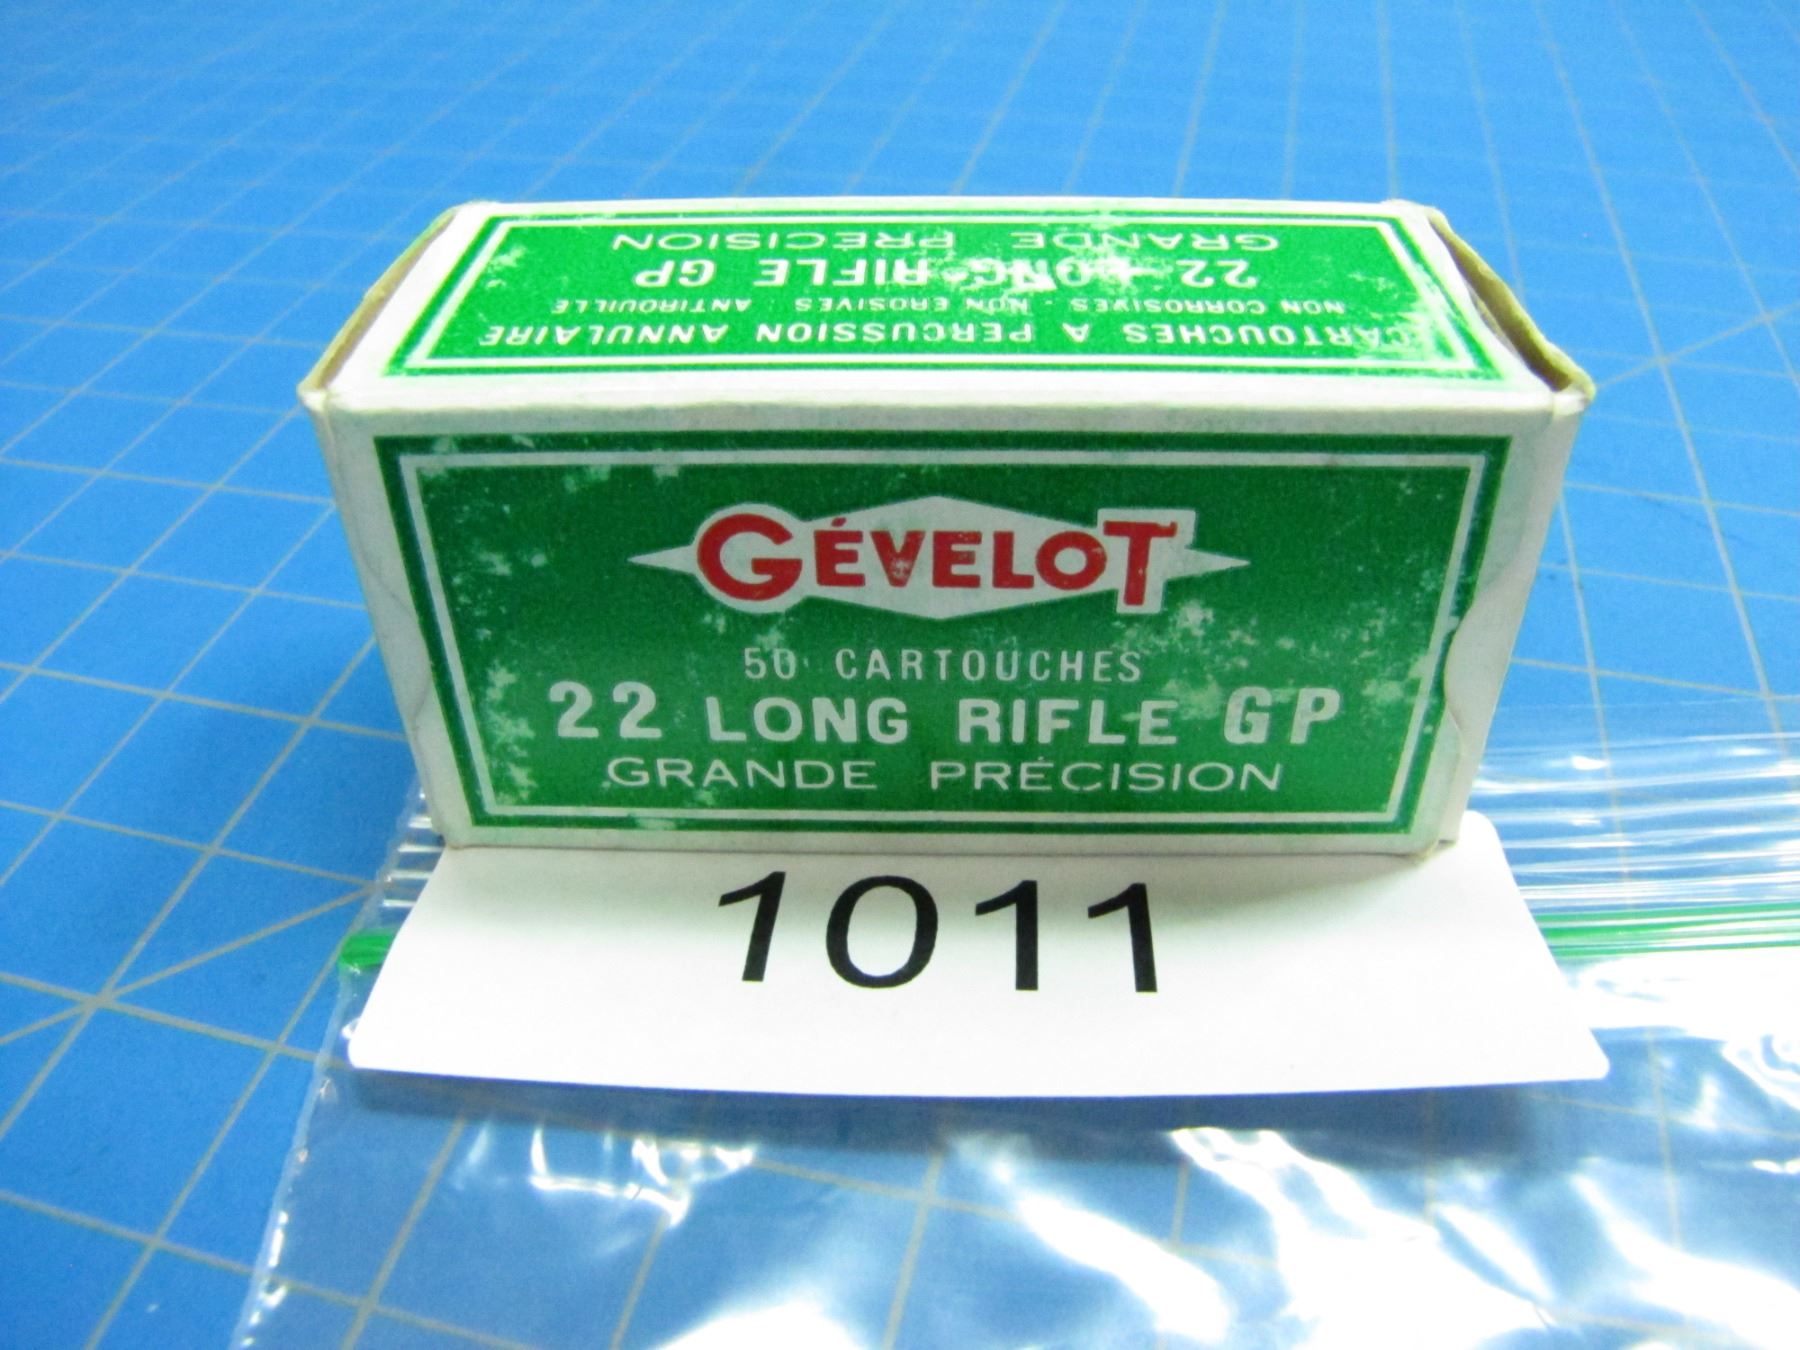 CARTOUCHES A PERCUSSION ANNULAIRE
NON CORROSIVES - NON EROSIVES : ANTIROUILLE
22 LONG RIFLE GP
GRANDE PRÉCISION
GÉVELOT
50 CARTOUCHES
22 LONG RIFLE GP
GRANDE PRÉCISION
1011